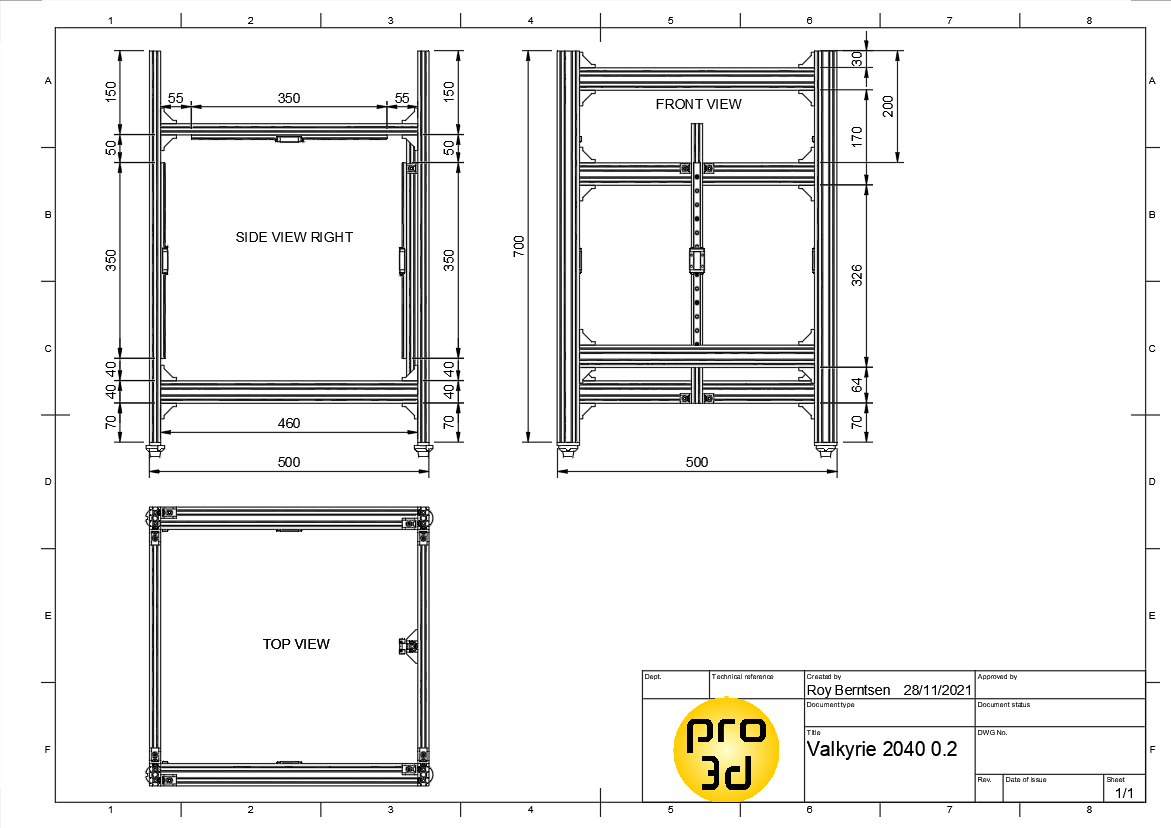 1 2 3 4 5 6 7 8
A A
B B
C C
D D
E E
F F
150
55 350 55
150
50
50
SIDE VIEW RIGHT
350
350
40
40
40
40
70
70
460
500
FRONT VIEW
30
200
170
700
326
64
70
500
TOP VIEW
Dept.
Technical reference
Created by
Roy Berntsen 28/11/2021
Approved by
Document type
Document status
pro
3d
Title
Valkyrie 2040 0.2
DWG No.
Rev.
Date of issue
Sheet
1/1
1 2 3 4 5 6 7 8